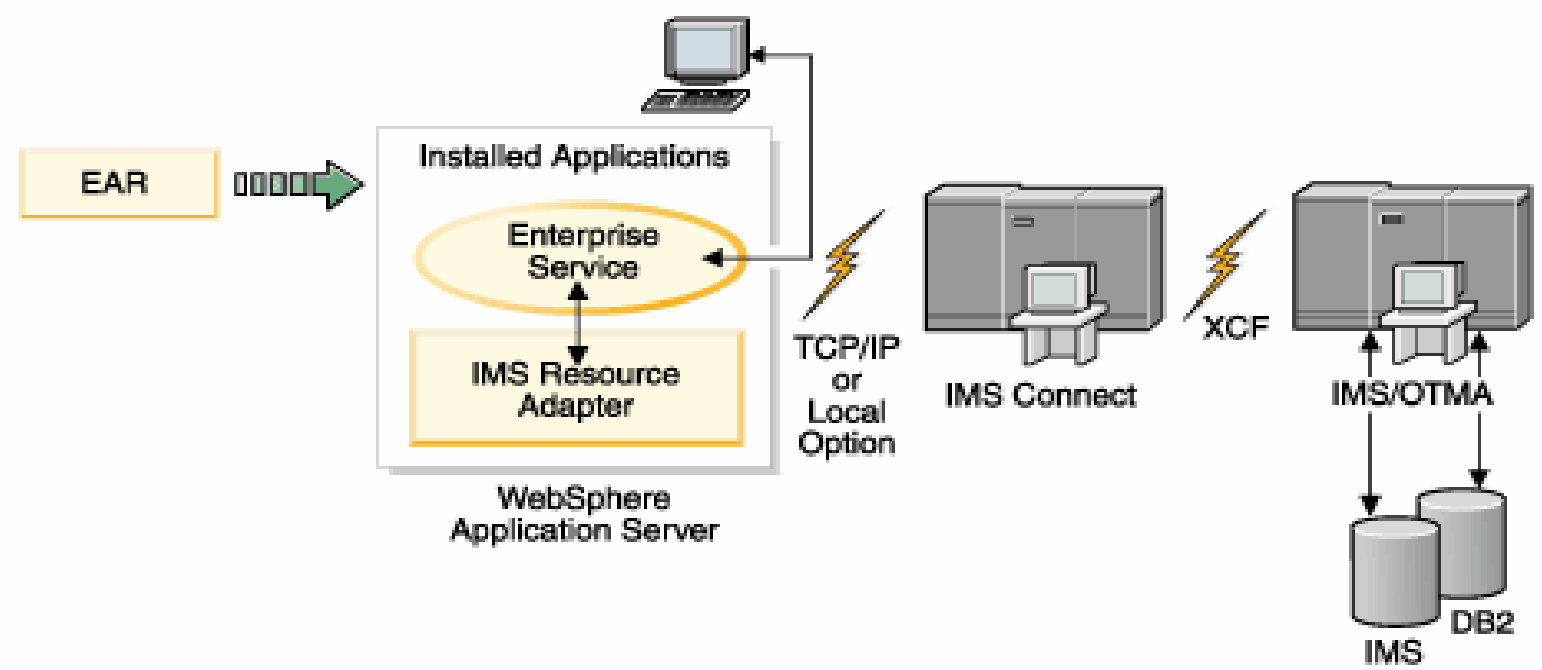 Installed Applications
EAR
Enterprise
Service
IMS Resource
Adapter
WebSphere
Application Server
TCP/IP
or
Local
Option
IMS Connect
XCF
IMS/OTMA
IMS
DB2